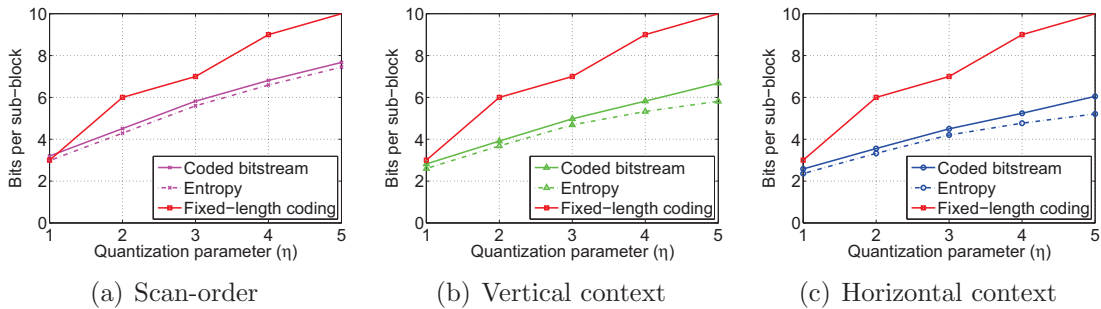 10
8
6
4
2
0
Bits per sub-block
Coded bitstream
Entropy
Fixed-length coding
1 2 3 4 5
Quantization parameter (η)
(a) Scan-order
10
8
6
4
2
0
Bits per sub-block
Coded bitstream
Entropy
Fixed-length coding
1 2 3 4 5
Quantization parameter (η)
(b) Vertical context
10
8
6
4
2
0
Bits per sub-block
Coded bitstream
Entropy
Fixed-length coding
1 2 3 4 5
Quantization parameter (η)
(c) Horizontal context